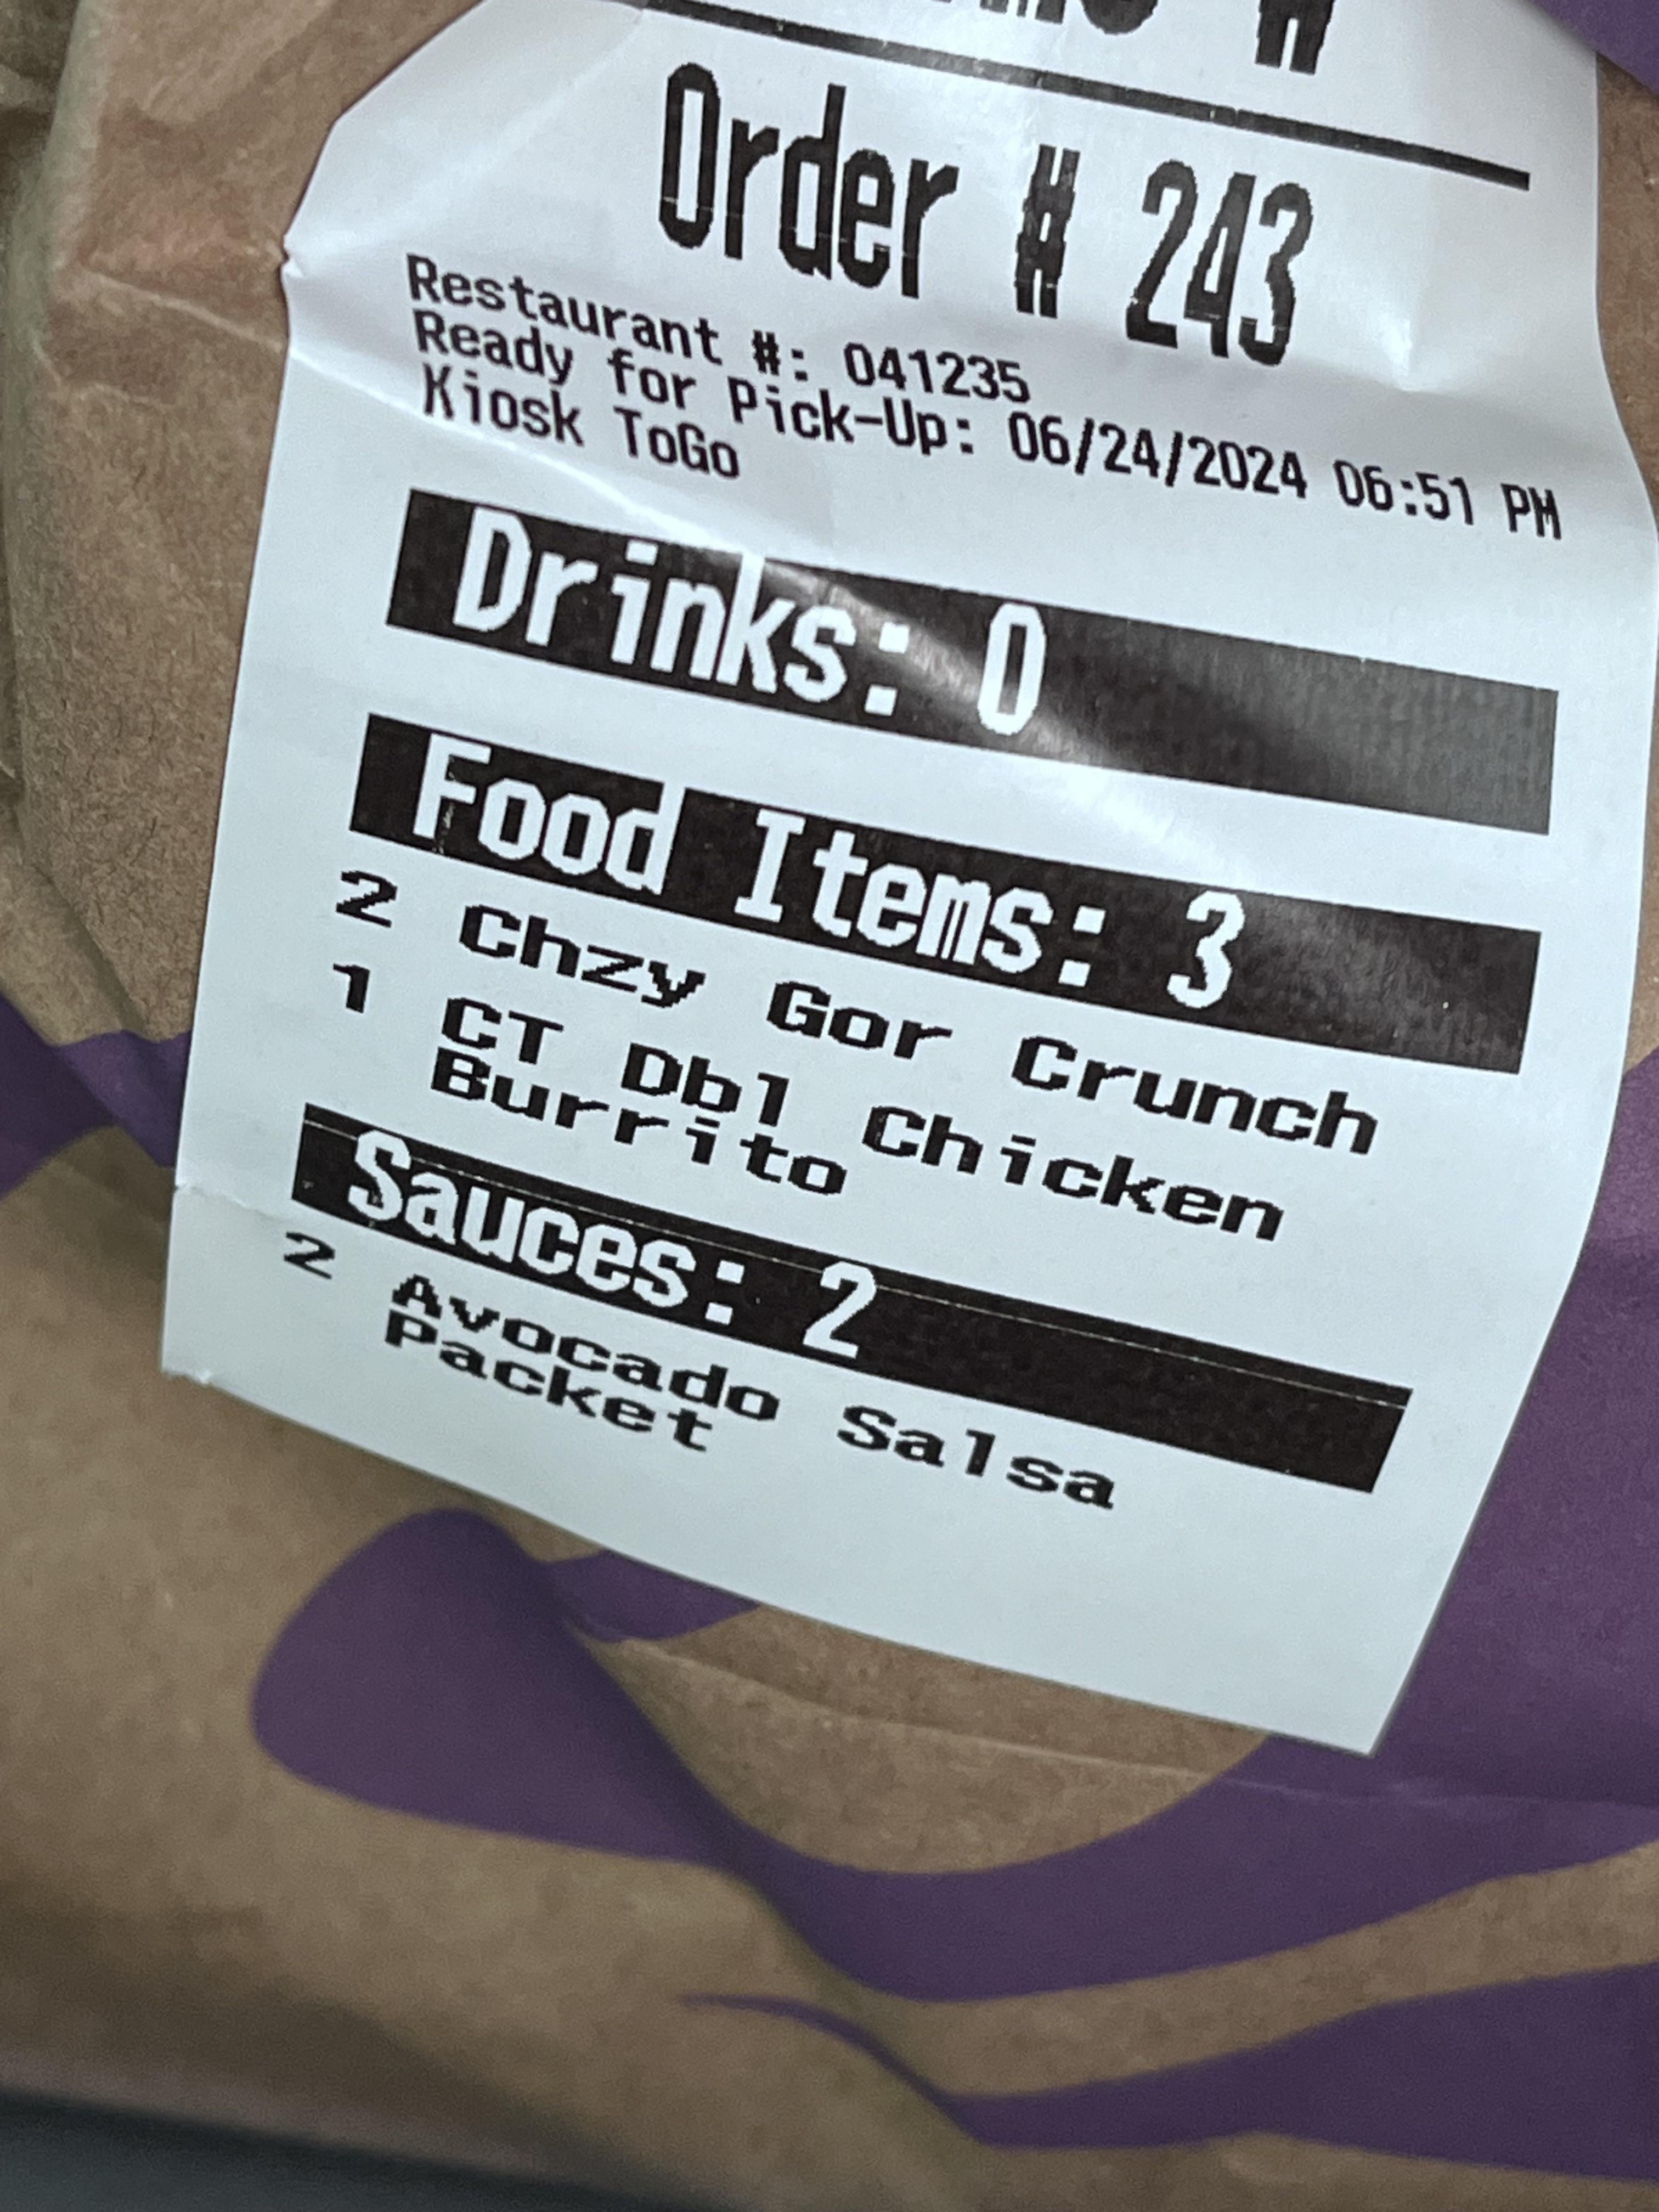 Order # 243
Restaurant #: 041235
Ready for Pick-Up: 06/24/2024 06:51 PM
Kiosk ToGo
Drinks: 0
Food Items: 3
2 Chzy Gor Crunch
1 CT Dbl Chicken
Burrito
Sauces: 2
2 Avocado Salsa
Packet